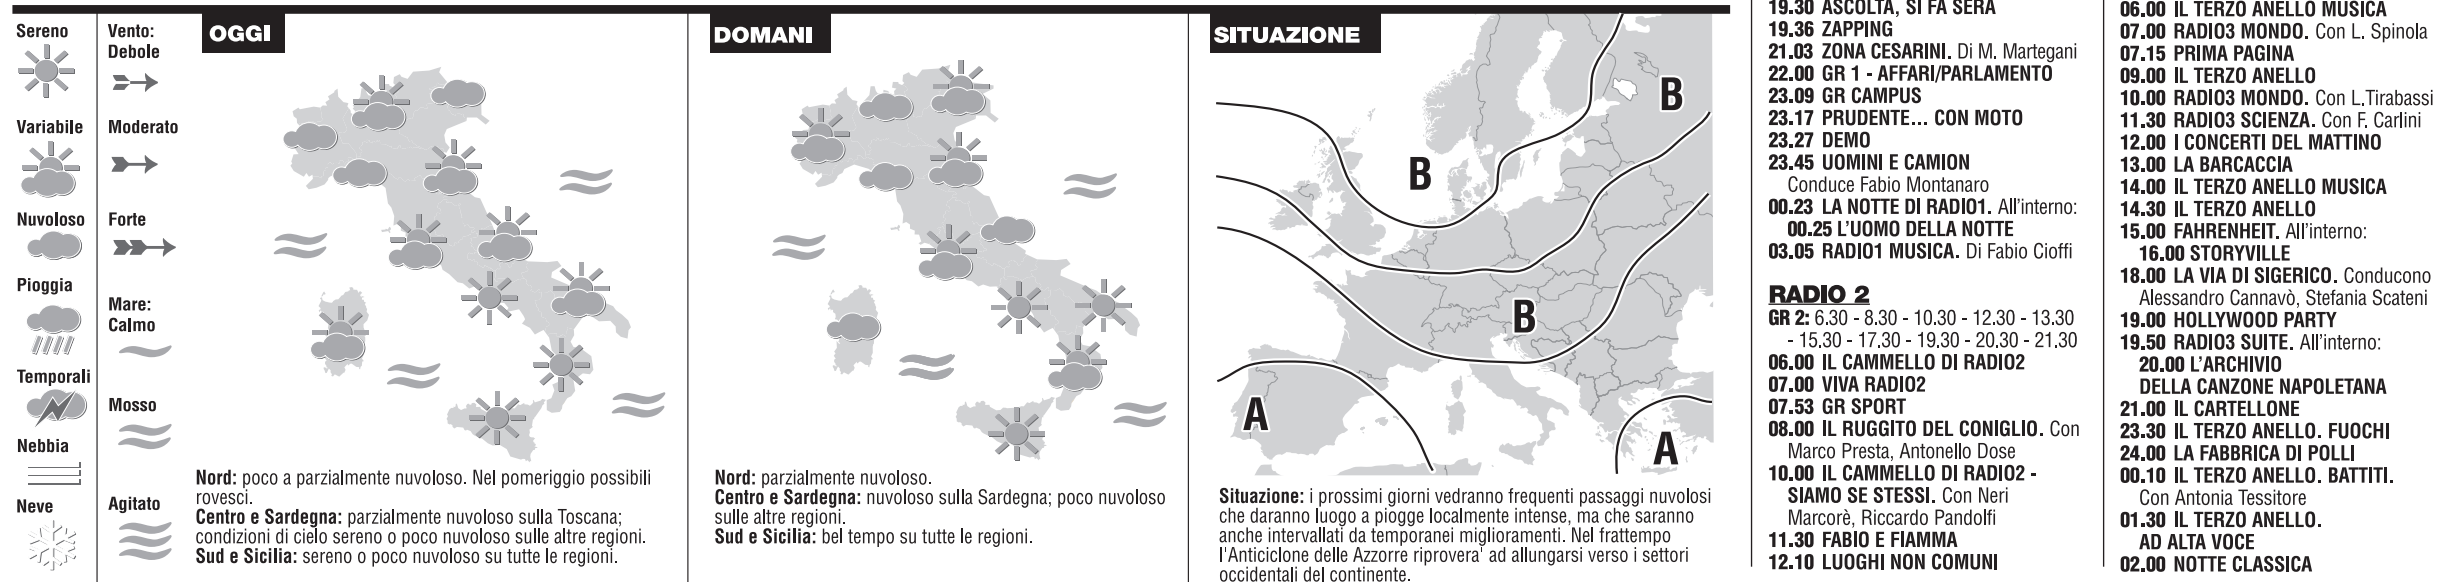 Sereno
Variabile
Nuvoloso
Pioggia
Temporali
Nebbia
Neve
Vento:
Debole
Moderato
Forte
Mare:
Calmo
Mosso
Agitato
OGGI
Nord: poco a parzialmente nuvoloso. Nel pomeriggio possibili
rovesci.
Centro e Sardegna: parzialmente nuvoloso sulla Toscana;
condizioni di cielo sereno o poco nuvoloso sulle altre regioni.
Sud e Sicilia: sereno o poco nuvoloso su tutte le regioni.
DOMANI
Nord: parzialmente nuvoloso.
Centro e Sardegna: nuvoloso sulla Sardegna; poco nuvoloso
sulle altre regioni.
Sud e Sicilia: bel tempo su tutte le regioni.
SITUAZIONE
B
B
B
A
A
Situazione: i prossimi giorni vedranno frequenti passaggi nuvolosi
che daranno luogo a piogge localmente intense, ma che saranno
anche intervallati da temporanei miglioramenti. Nel frattempo
l'Anticiclone delle Azzorre riprovera' ad allungarsi verso i settori
occidentali del continente.
19.30 ASCOLTA, SI FA SERA
19.36 ZAPPING
21.03 ZONA CESARINI. Di M. Martegani
22.00 GR 1 - AFFARI/PARLAMENTO
23.09 GR CAMPUS
23.17 PRUDENTE... CON MOTO
23.27 DEMO
23.45 UOMINI E CAMION
Conduce Fabio Montanaro
00.23 LA NOTTE DI RADIO1. All'interno:
00.25 L'UOMO DELLA NOTTE
03.05 RADIO1 MUSICA. Di Fabio Cioffi
RADIO 2
GR 2: 6.30 - 8.30 - 10.30 - 12.30 - 13.30
- 15.30 - 17.30 - 19.30 - 20.30 - 21.30
06.00 IL CAMMELLO DI RADIO2
07.00 VIVA RADIO2
07.53 GR SPORT
08.00 IL RUGGITO DEL CONIGLIO. Con
Marco Presta, Antonello Dose
10.00 IL CAMMELLO DI RADIO2 -
SIAMO SE STESSI. Con Neri
Marcorè, Riccardo Pandolfi
11.30 FABIO E FIAMMA
12.10 LUOGHI NON COMUNI
06.00 IL TERZO ANELLO MUSICA
07.00 RADIO3 MONDO. Con L. Spinola
07.15 PRIMA PAGINA
09.00 IL TERZO ANELLO
10.00 RADIO3 MONDO. Con L.Tirabassi
11.30 RADIO3 SCIENZA. Con F. Carlini
12.00 I CONCERTI DEL MATTINO
13.00 LA BARCACCIA
14.00 IL TERZO ANELLO MUSICA
14.30 IL TERZO ANELLO
15.00 FAHRENHEIT. All'interno:
16.00 STORYVILLE
18.00 LA VIA DI SIGERICO. Conducono
Alessandro Cannavò, Stefania Scateni
19.00 HOLLYWOOD PARTY
19.50 RADIO3 SUITE. All'interno:
20.00 L'ARCHIVIO
DELLA CANZONE NAPOLETANA
21.00 IL CARTELLONE
23.30 IL TERZO ANELLO. FUOCHI
24.00 LA FABBRICA DI POLLI
00.10 IL TERZO ANELLO. BATTITI.
Con Antonia Tessitore
01.30 IL TERZO ANELLO.
AD ALTA VOCE
02.00 NOTTE CLASSICA